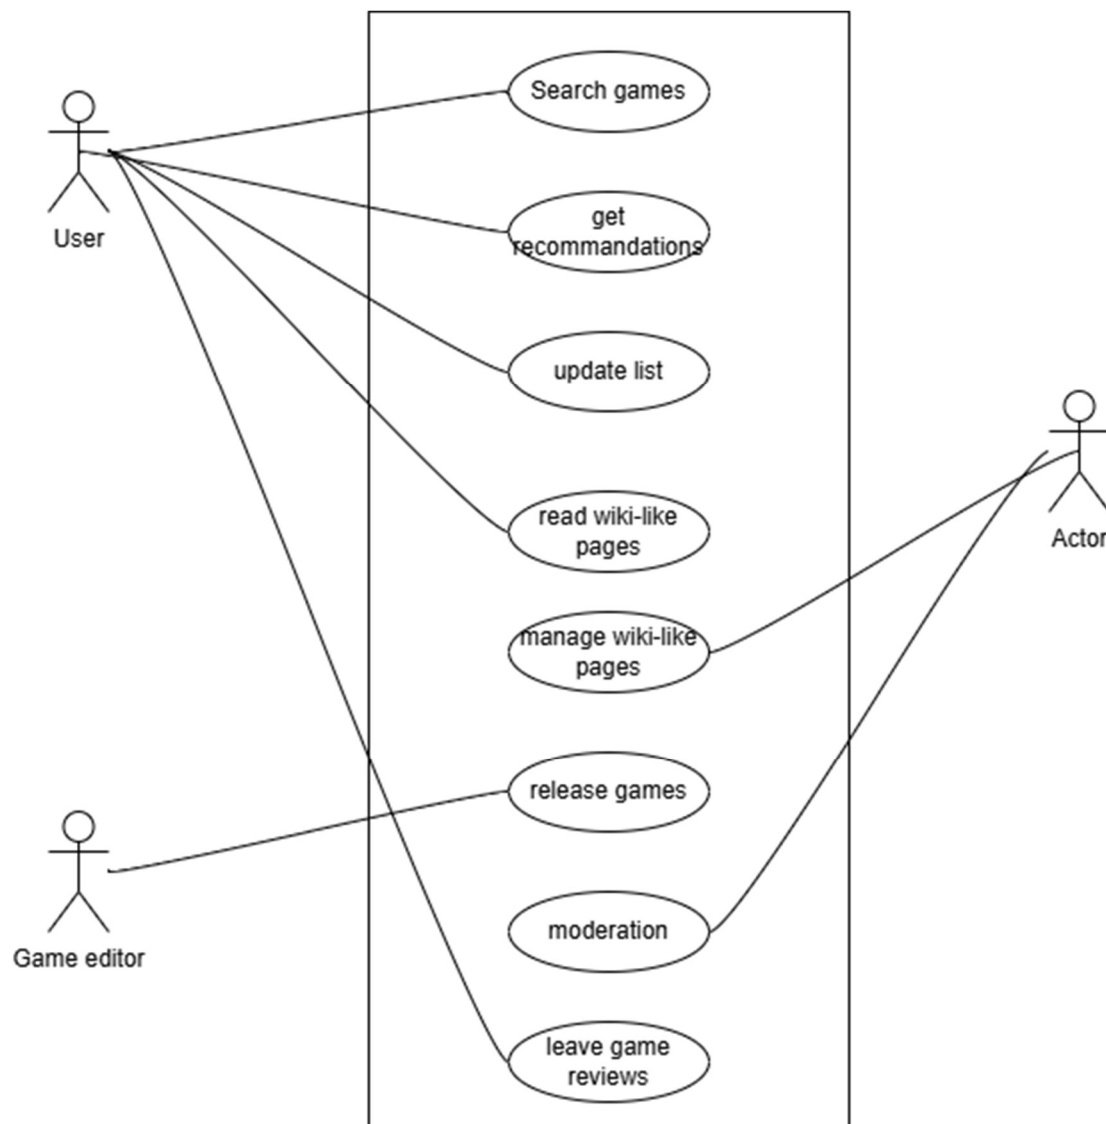 Search games
User
get
recommandations
update list
read wiki-like
pages
Actor
manage wiki-like
pages
release games
Game editor
moderation
leave game
reviews